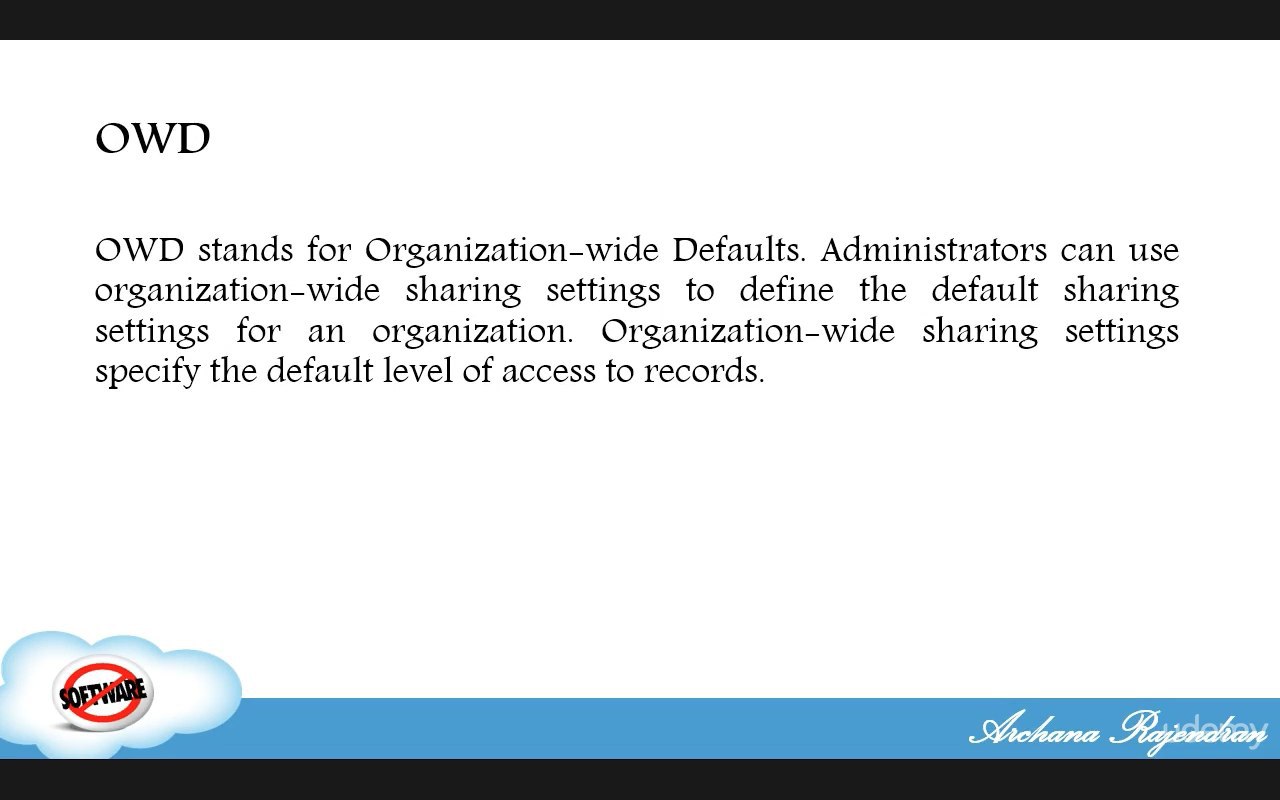 OWD
OWD stands for Organization-wide Defaults. Administrators can use
organization-wide sharing settings to define the default sharing
settings for an organization. Organization-wide sharing settings
specify the default level of access to records.
SOFTWARE
Archana Rajendran
udemy